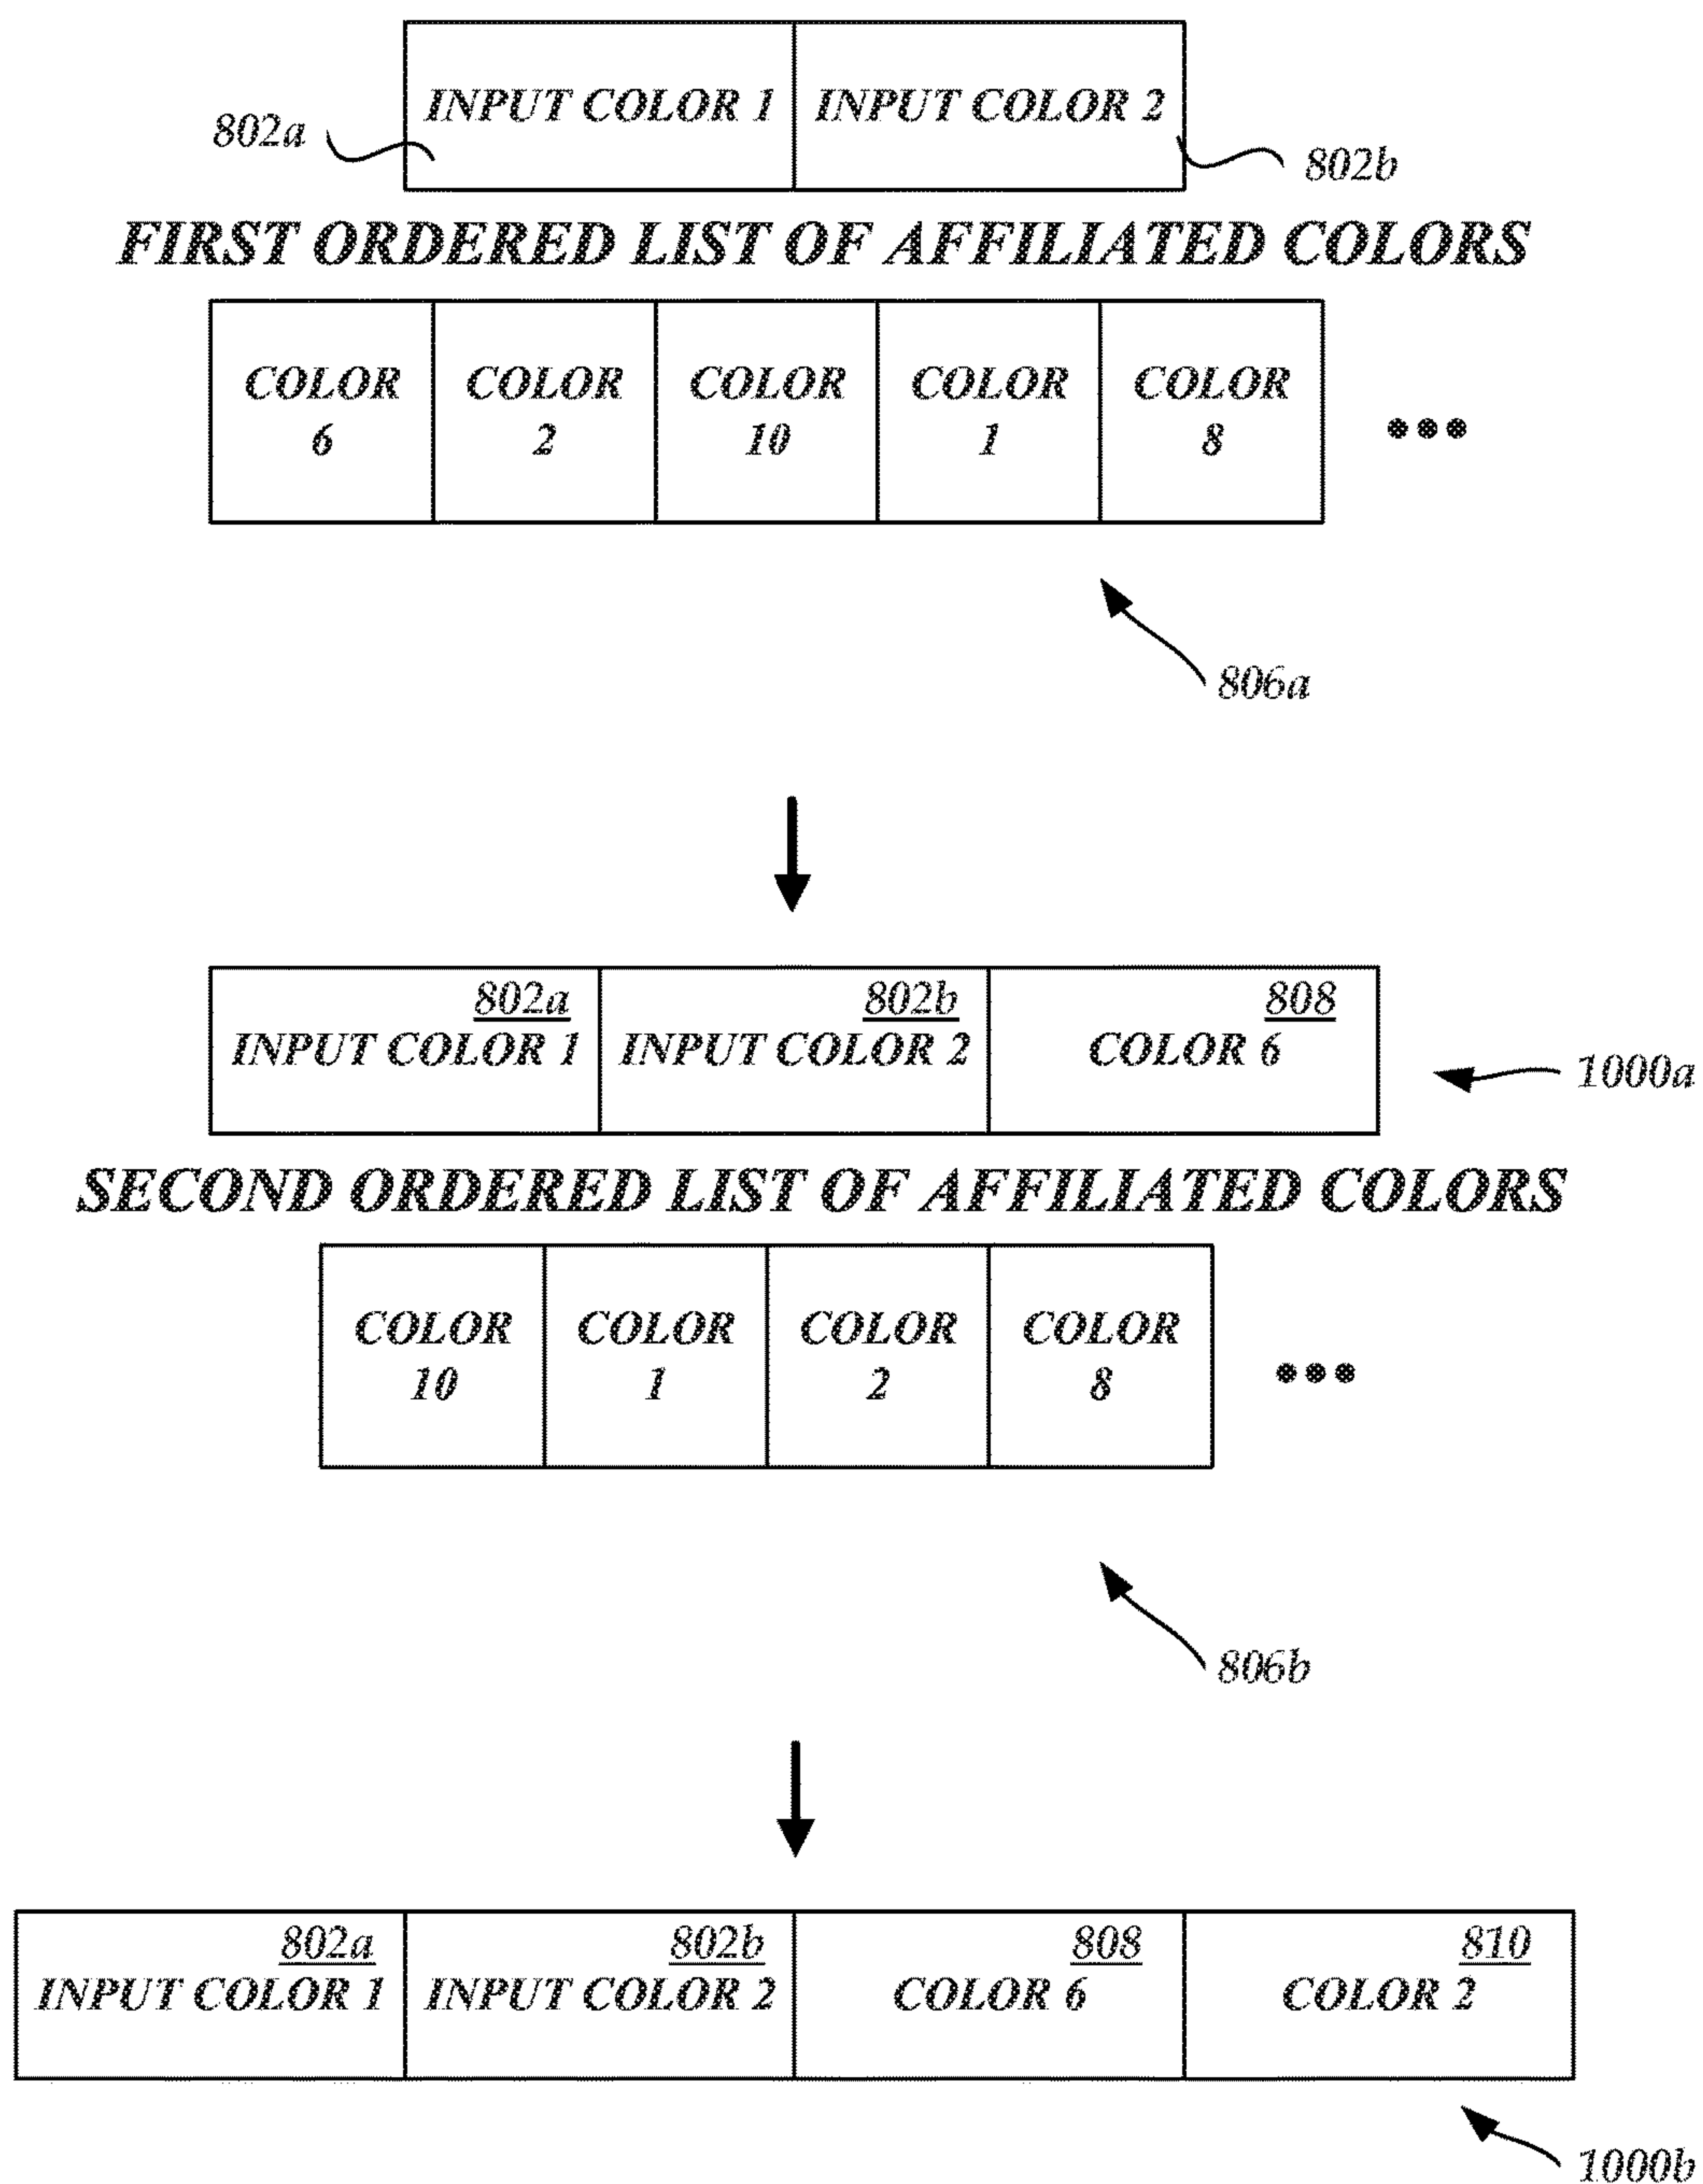 INPUT COLOR 1 INPUT COLOR 2
802a
802b
FIRST ORDERED LIST OF AFFILIATED COLORS
COLOR 6 COLOR 2 COLOR 10 COLOR 1 COLOR 8 •••
806a
802a 802b 808
INPUT COLOR 1 INPUT COLOR 2 COLOR 6
1000a
SECOND ORDERED LIST OF AFFILIATED COLORS
COLOR 10 COLOR 1 COLOR 2 COLOR 8 •••
806b
802a 802b 808 810
INPUT COLOR 1 INPUT COLOR 2 COLOR 6 COLOR 2
1000b